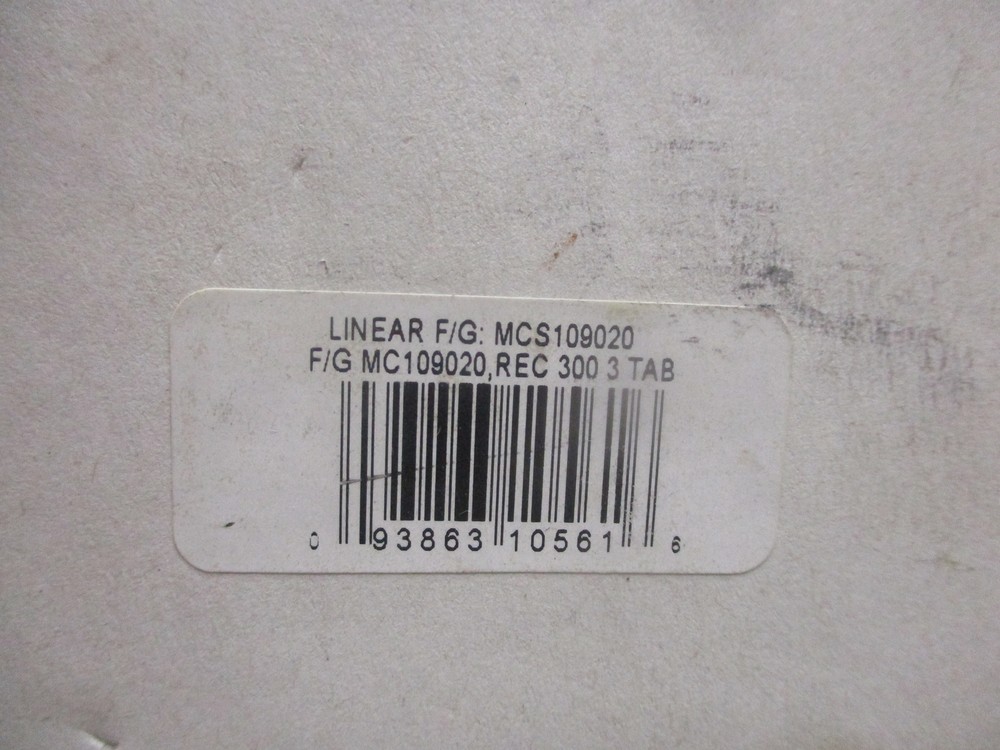 LINEAR F/G: MCS109020
F/G MC109020,REC 300 3 TAB
0 93863 10561 6